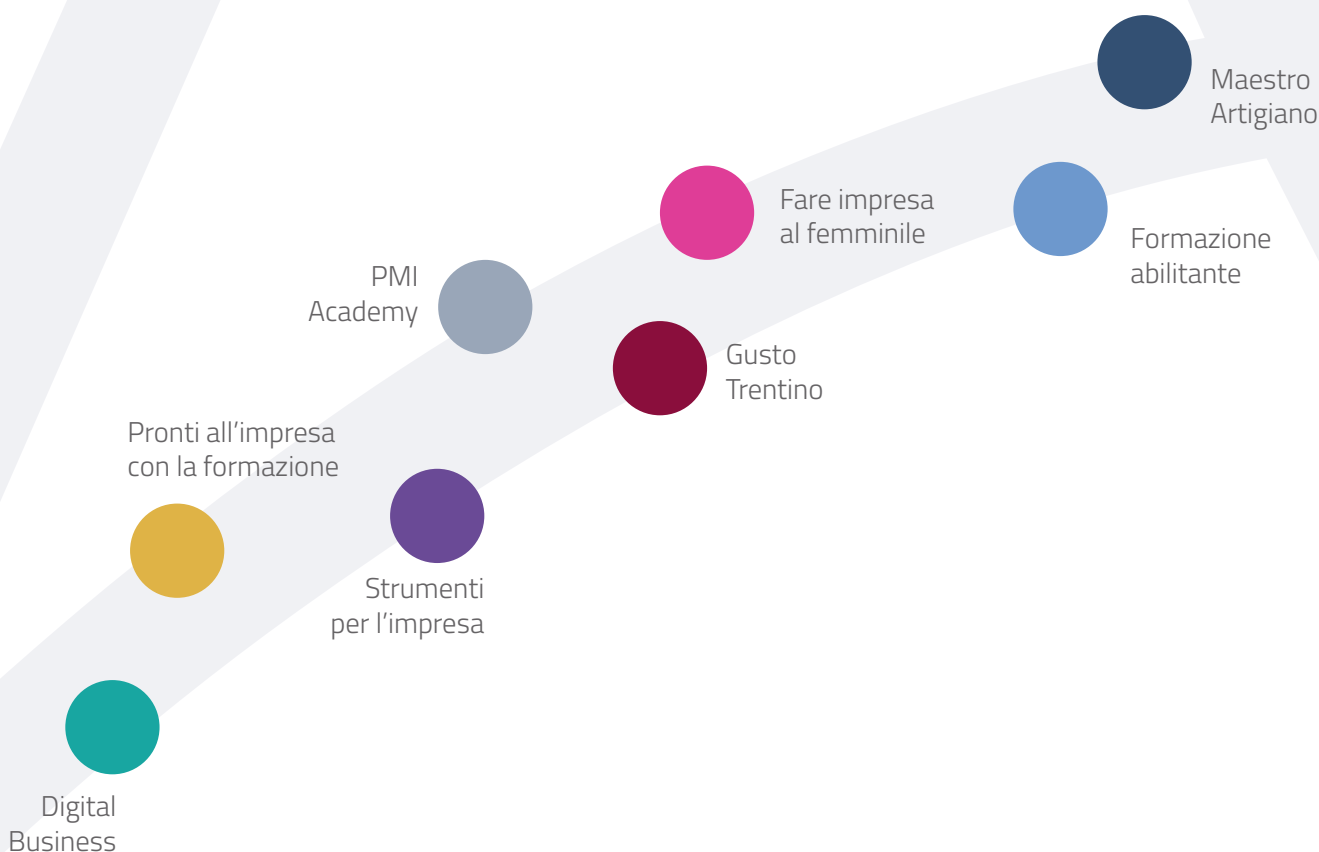 Maestro
Artigiano
Fare impresa
al femminile
Formazione
abilitante
PMI
Academy
Gusto
Trentino
Pronti all’impresa
con la formazione
Strumenti
per l’impresa
Digital
Business